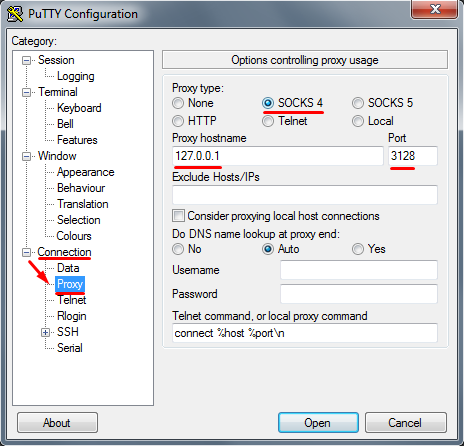 PuTTY Configuration
Category:
Session
Logging
Terminal
Keyboard
Bell
Features
Window
Appearance
Behaviour
Translation
Selection
Colours
Connection
Data
Proxy
Telnet
Rlogin
SSH
Serial
Options controlling proxy usage
Proxy type:
None SOCKS 4 SOCKS 5
HTTP Telnet Local
Proxy hostname Port
127.0.0.1 3128
Exclude Hosts/IPs
Consider proxying local host connections
Do DNS name lookup at proxy end:
No Auto Yes
Username
Password
Telnet command, or local proxy command
connect %host %port\n
About Open Cancel